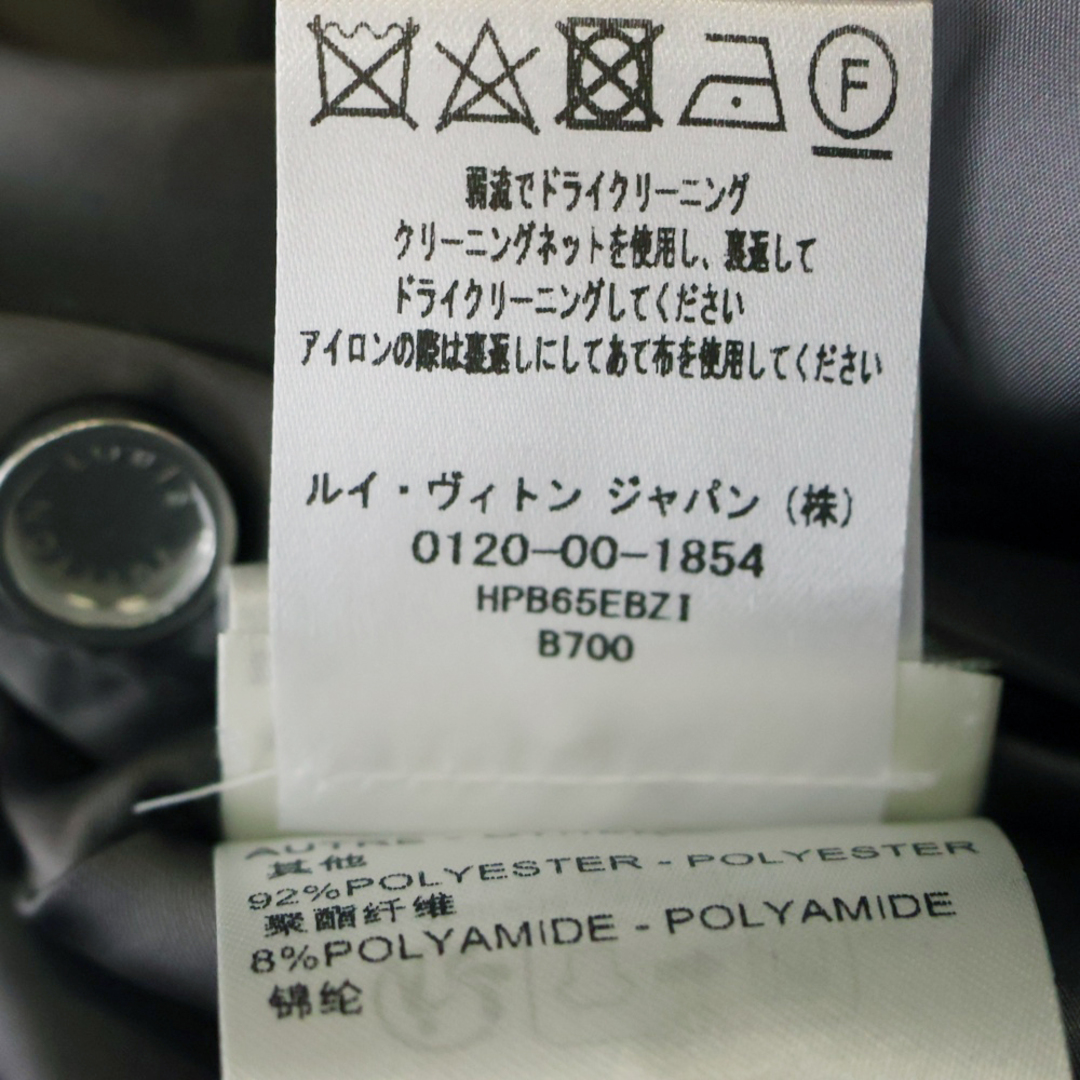 F
弱流でドライクリーニング
クリーニングネットを使用し、裏返して
ドライクリーニングしてください
アイロンの際は裏返しにしてあて布を使用してください
ルイ・ヴィトン ジャパン (株)
0120-00-1854
HPB65EBZI
B700
LOUIS
其他
92%POLYESTER - POLYESTER
聚酯纤维
8%POLYAMIDE - POLYAMIDE
锦纶